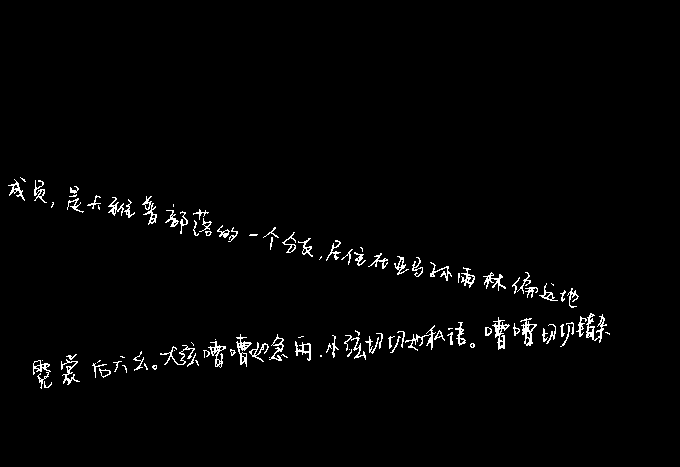 成员,是卡雅普部落的一个分支,居住在亚马孙雨林偏远地
霓裳后六幺。大弦嘈嘈如急雨,小弦切切如私语。嘈嘈切切错杂